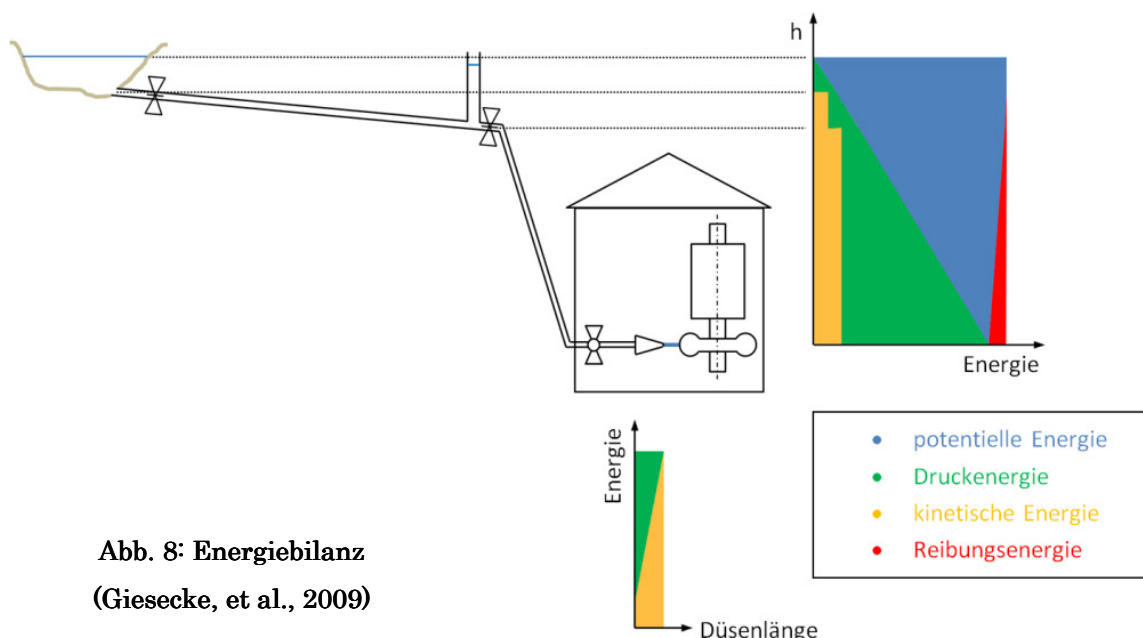 h
Energie
potentielle Energie
Druckenergie
kinetische Energie
Reibungsenergie
Energie
Düsenlänge
Abb. 8: Energiebilanz
(Giesecke, et al., 2009)